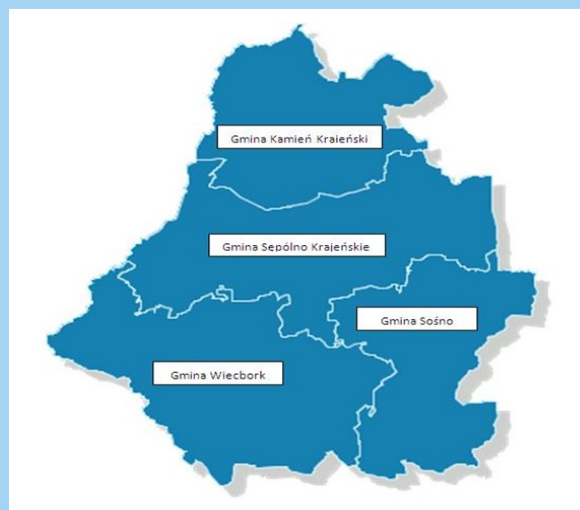 Gmina Kamień Krajeński
Gmina Sępólno Krajeńskie
Gmina Sośno
Gmina Więcbork